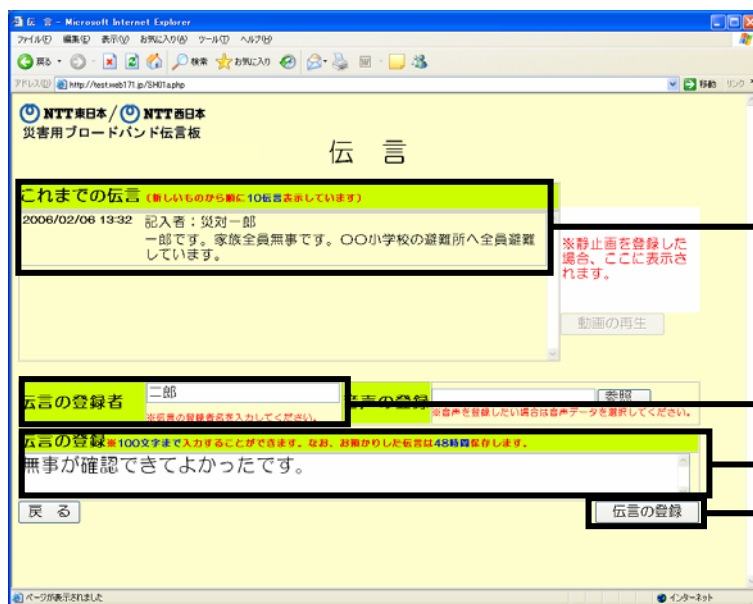 伝 言 - Microsoft Internet Explorer
ファイル(F) 編集(E) 表示(V) お気に入り(A) ツール(T) ヘルプ(H)
戻る 検索 お気に入り
アドレス(D) http://test.web171.jp/SH01a.php 移動 リンク
NTT東日本/NTT西日本
災害用ブロードバンド伝言板
伝 言
これまでの伝言(新しいものから順に10伝言表示しています)
2006/02/06 13:32 記入者:災対一郎
一郎です。家族全員無事です。〇〇小学校の避難所へ全員避難
しています。
※静止画を登録した
場合、ここに表示さ
れます。
動画の再生
伝言の登録者 二郎
※伝言の登録者名を入力してください。
音声の登録 参照...
※音声を登録したい場合は音声データを選択してください。
伝言の登録※100文字まで入力することができます。なお、お預かりした伝言は48時間保存します。
無事が確認できてよかったです。
戻 る 伝言の登録
ページが表示されました インターネット